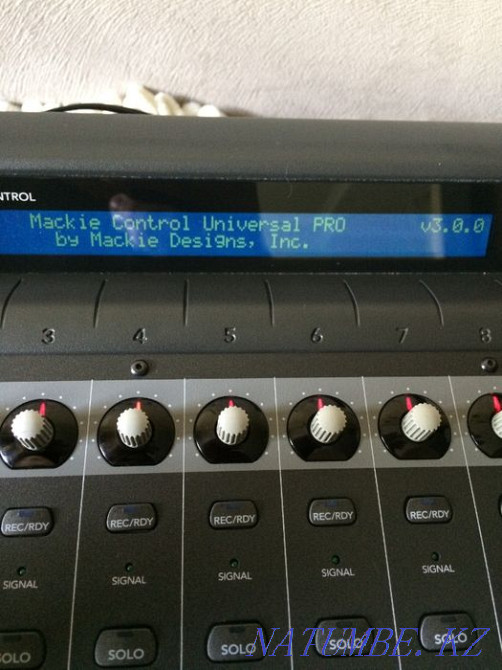 NTROL
Mackie Control Universal PRO v3.0.0
by Mackie Designs, Inc.
3 4 5 6 7 8
REC/RDY REC/RDY REC/RDY REC/RDY REC/RDY
SIGNAL SIGNAL SIGNAL SIGNAL SIGNAL
SOLO SOLO SOLO SOLO SOLO
NATUMBE.KZ